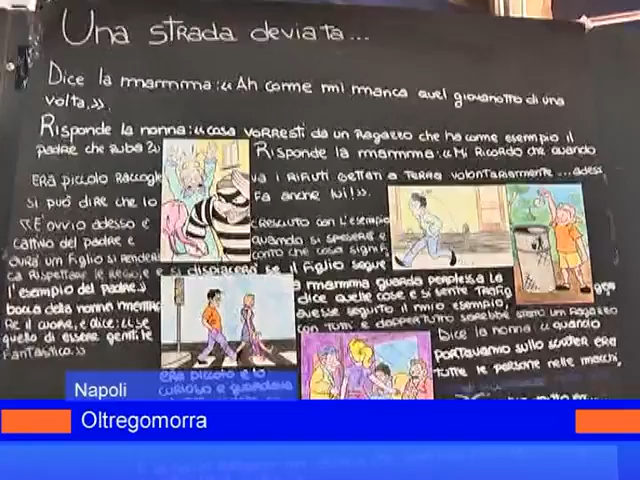 Una strada deviata...
Dice la mamma: "Ah come mi manca quel giovanotto di una
volta,".
Risponde la nonna: "cosa vorresti da un ragazzo che ha come esempio il
padre che ruba?"
Risponde la mamma: "Mi ricordo che quando
era piccolo raccoglie va i rifiuti gettati a terra volontariamente ...adesso
si può dire che lo fa anche lui!".
"È ovvio adesso è cresciuto con l'esempio
cattivo del padre e quando si sposerà e
avrà un figlio si renderà conto che cosa
rispettare le regole e si dispiacerà se il figlio segue
l'esempio del padre." a mamma guarda perplessa la
bocca della nonna mentre dice quelle cose e si sente
il cuore, e dice: "se avesse seguito il mio esempio,
quello di essere gentile con tutti e dappertutto sarebbe stato un ragazzo
fantastico."
Dice la nonna "quando
era piccolo e lo portavamo sullo scooter era
curioso e guardava tutte le persone nelle macchi
Napoli
Oltregomorra